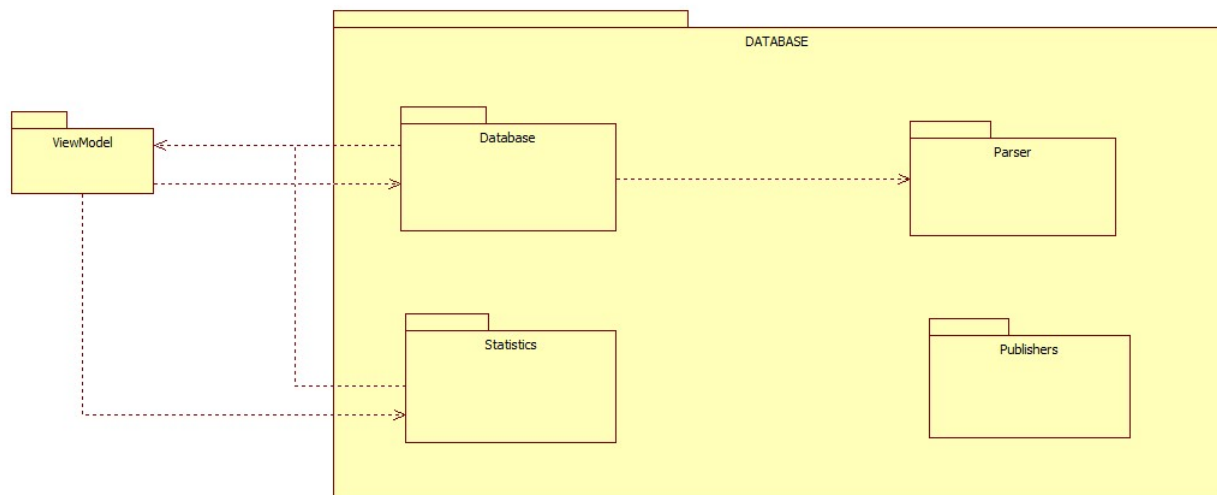 DATABASE
ViewModel
Database
Parser
Statistics
Publishers